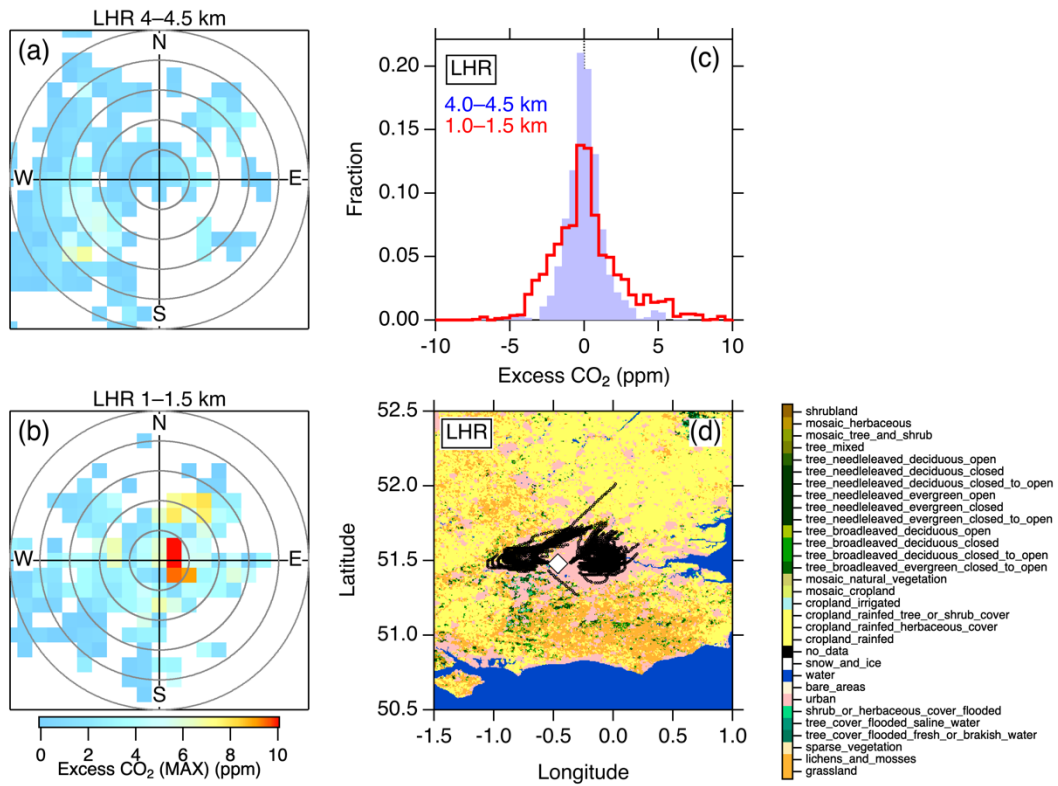 LHR 4–4.5 km
(a)
N
W
E
S
(c)
LHR
4.0–4.5 km
1.0–1.5 km
Fraction
0.20
0.15
0.10
0.05
0.00
-10
-5
0
5
10
Excess CO₂ (ppm)
LHR 1–1.5 km
(b)
N
W
E
S
0
2
4
6
8
10
Excess CO₂ (MAX) (ppm)
(d)
LHR
Latitude
52.5
52.0
51.5
51.0
50.5
-1.5
-1.0
-0.5
0.0
0.5
1.0
Longitude
shrubland
mosaic_herbaceous
mosaic_tree_and_shrub
tree_mixed
tree_needleleaved_deciduous_open
tree_needleleaved_deciduous_closed
tree_needleleaved_deciduous_closed_to_open
tree_needleleaved_evergreen_open
tree_needleleaved_evergreen_closed
tree_needleleaved_evergreen_closed_to_open
tree_broadleaved_deciduous_open
tree_broadleaved_deciduous_closed
tree_broadleaved_deciduous_closed_to_open
tree_broadleaved_evergreen_closed_to_open
mosaic_natural_vegetation
mosaic_cropland
cropland_irrigated
cropland_rainfed_tree_or_shrub_cover
cropland_rainfed_herbaceous_cover
cropland_rainfed
no_data
snow_and_ice
water
bare_areas
urban
shrub_or_herbaceous_cover_flooded
tree_cover_flooded_saline_water
tree_cover_flooded_fresh_or_brakish_water
sparse_vegetation
lichens_and_mosses
grassland